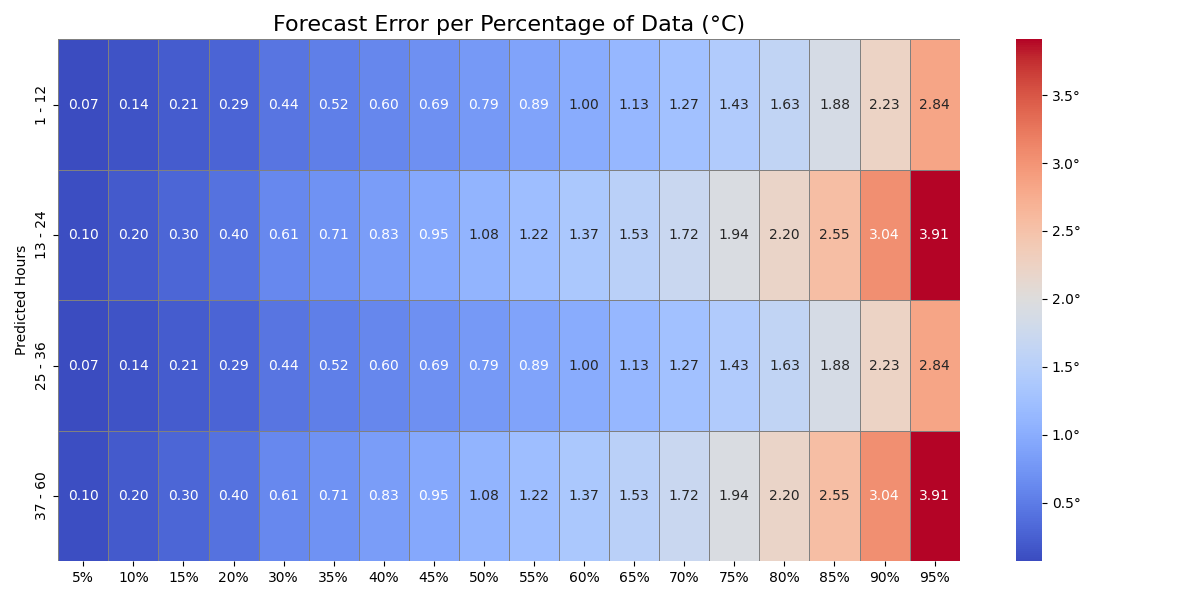 Forecast Error per Percentage of Data (°C)
Predicted Hours
1 - 12
0.07 0.14 0.21 0.29 0.44 0.52 0.60 0.69 0.79 0.89 1.00 1.13 1.27 1.43 1.63 1.88 2.23 2.84
13 - 24
0.10 0.20 0.30 0.40 0.61 0.71 0.83 0.95 1.08 1.22 1.37 1.53 1.72 1.94 2.20 2.55 3.04 3.91
25 - 36
0.07 0.14 0.21 0.29 0.44 0.52 0.60 0.69 0.79 0.89 1.00 1.13 1.27 1.43 1.63 1.88 2.23 2.84
37 - 60
0.10 0.20 0.30 0.40 0.61 0.71 0.83 0.95 1.08 1.22 1.37 1.53 1.72 1.94 2.20 2.55 3.04 3.91
5% 10% 15% 20% 30% 35% 40% 45% 50% 55% 60% 65% 70% 75% 80% 85% 90% 95%
3.5°
3.0°
2.5°
2.0°
1.5°
1.0°
0.5°